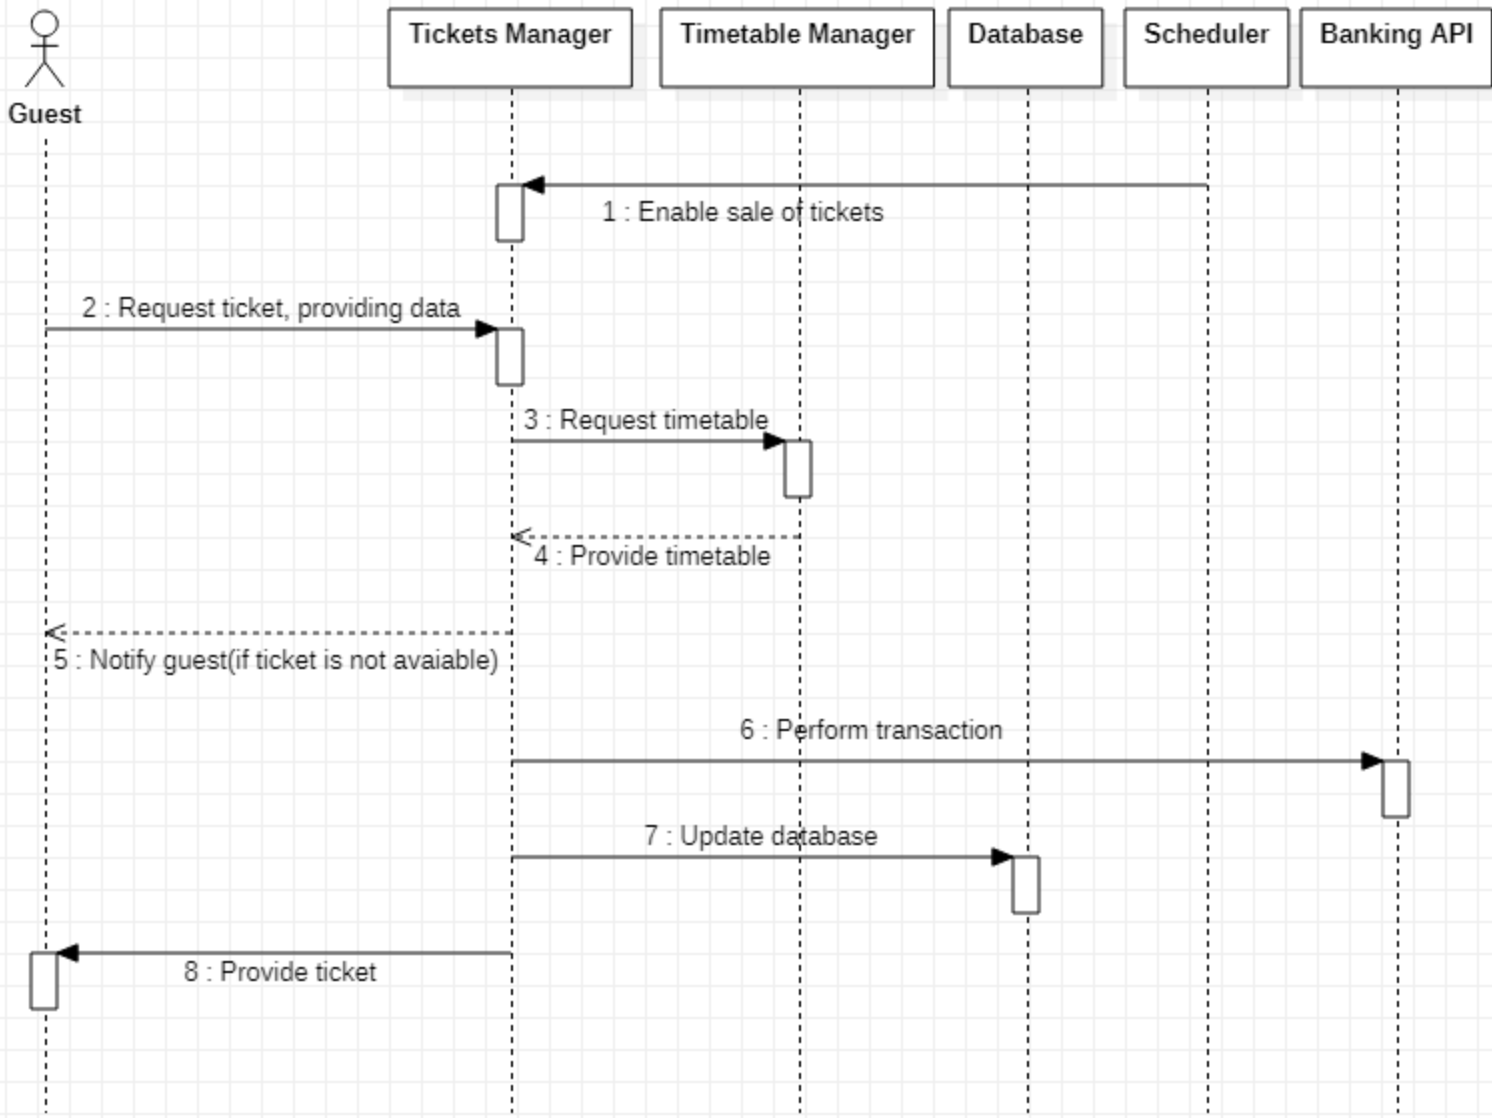 Tickets Manager
Timetable Manager
Database
Scheduler
Banking API
Guest
1 : Enable sale of tickets
2 : Request ticket, providing data
3 : Request timetable
4 : Provide timetable
5 : Notify guest(if ticket is not avaiable)
6 : Perform transaction
7 : Update database
8 : Provide ticket